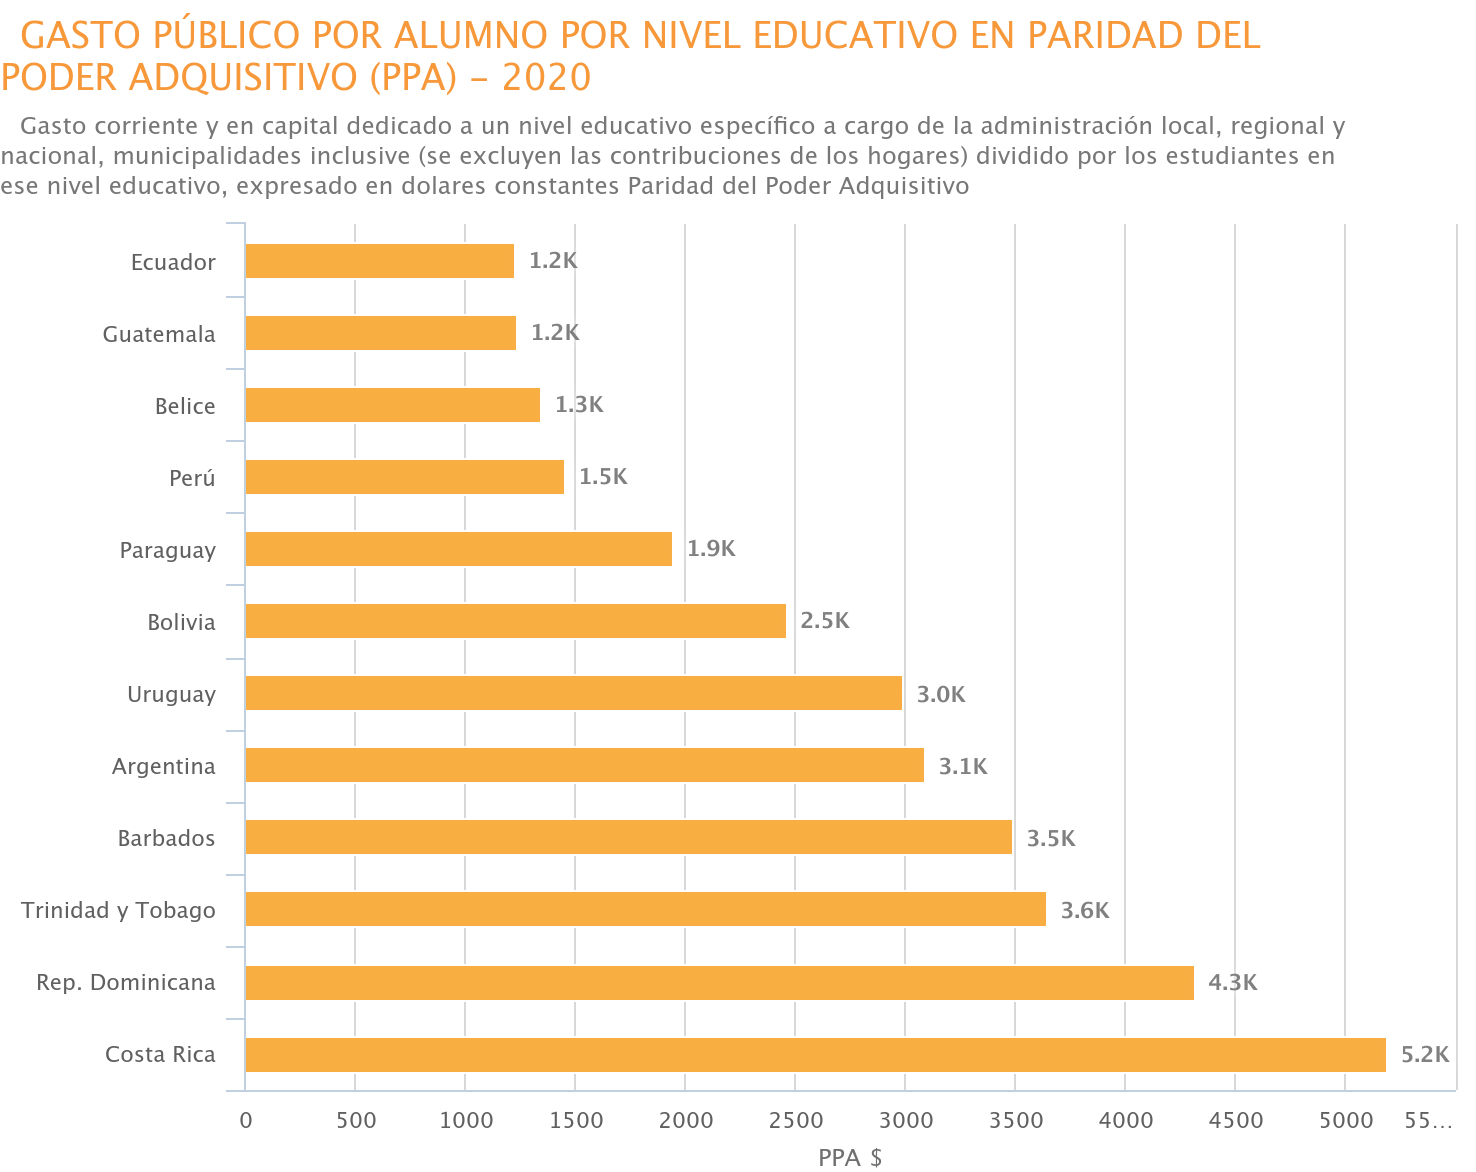 GASTO PÚBLICO POR ALUMNO POR NIVEL EDUCATIVO EN PARIDAD DEL
PODER ADQUISITIVO (PPA) – 2020
Gasto corriente y en capital dedicado a un nivel educativo específico a cargo de la administración local, regional y
nacional, municipalidades inclusive (se excluyen las contribuciones de los hogares) dividido por los estudiantes en
ese nivel educativo, expresado en dolares constantes Paridad del Poder Adquisitivo
Ecuador 1.2K
Guatemala 1.2K
Belice 1.3K
Perú 1.5K
Paraguay 1.9K
Bolivia 2.5K
Uruguay 3.0K
Argentina 3.1K
Barbados 3.5K
Trinidad y Tobago 3.6K
Rep. Dominicana 4.3K
Costa Rica 5.2K
0 500 1000 1500 2000 2500 3000 3500 4000 4500 5000 55…
PPA $